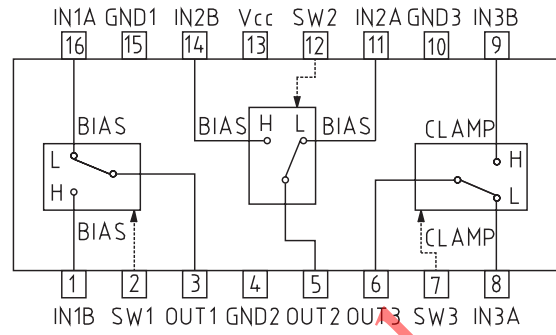 IN1A GND1 IN2B Vcc SW2 IN2A GND3 IN3B
16 15 14 13 12 11 10 9
BIAS
BIAS H L BIAS
CLAMP
L
H
H
L
BIAS
CLAMP
1 2 3 4 5 6 7 8
IN1B SW1 OUT1 GND2 OUT2 OUT3 SW3 IN3A